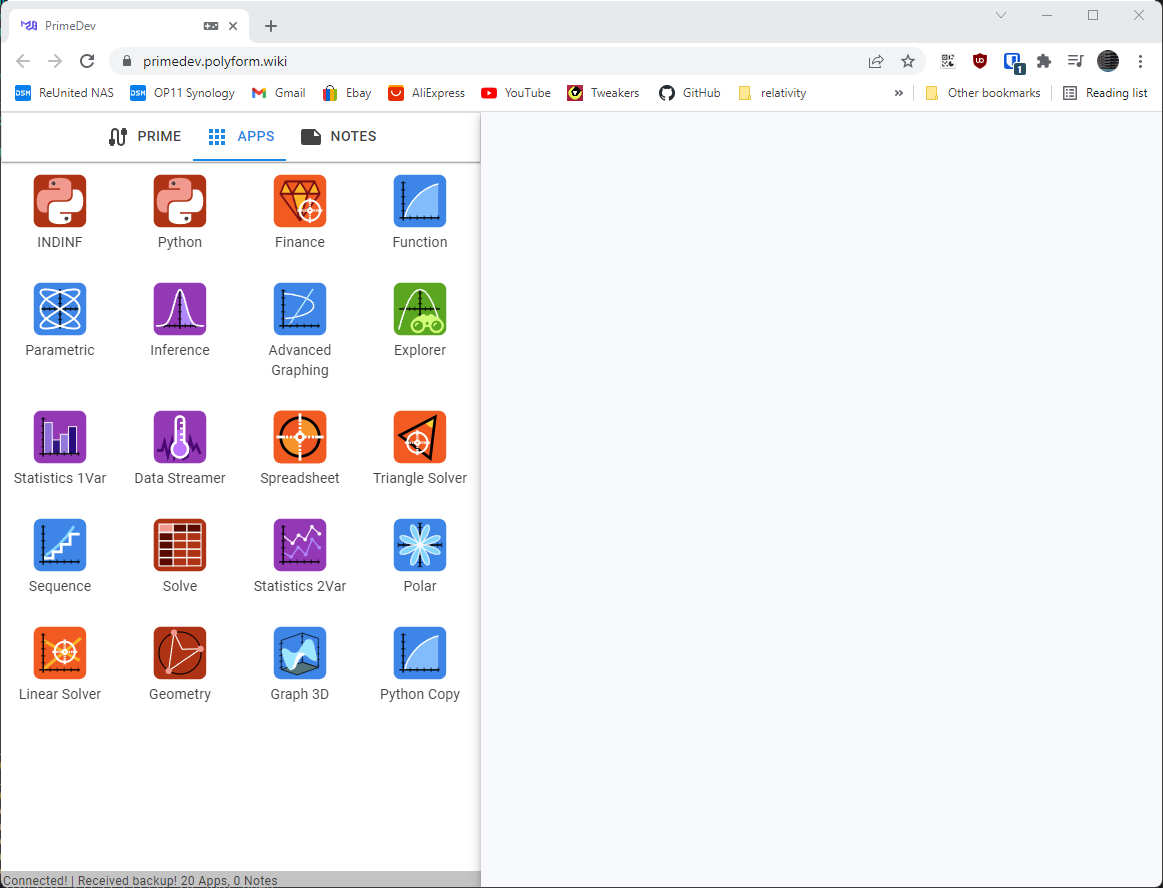 PrimeDev
primedev.polyform.wiki
1
DSM ReUnited NAS DSM OP11 Synology Gmail Ebay AliExpress YouTube Tweakers GitHub relativity » Other bookmarks Reading list
PRIME APPS NOTES
INDINF Python Finance Function
Parametric Inference Advanced Explorer
Graphing
Statistics 1Var Data Streamer Spreadsheet Triangle Solver
Sequence Solve Statistics 2Var Polar
Linear Solver Geometry Graph 3D Python Copy
Connected! | Received backup! 20 Apps, 0 Notes